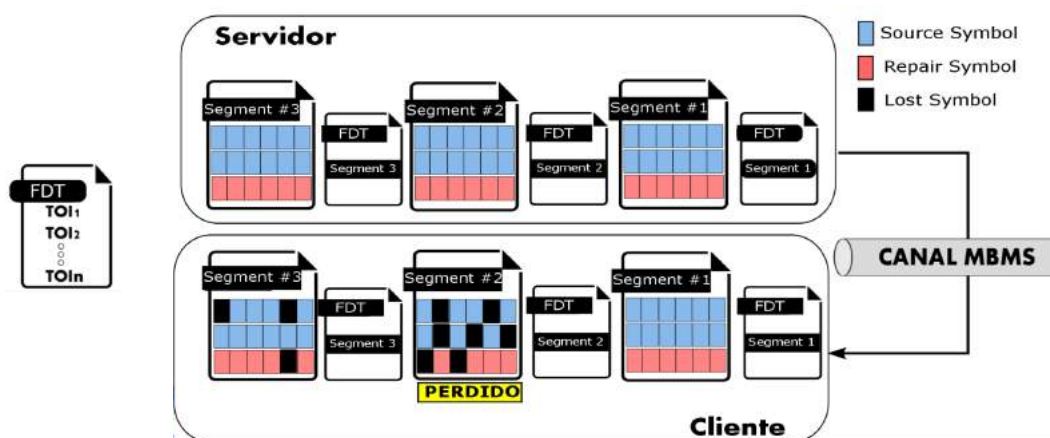 Servidor
Source Symbol
Repair Symbol
Lost Symbol
Segment #3
FDT
Segment 3
Segment #2
FDT
Segment 2
Segment #1
FDT
Segment 1
FDT
TOI1
TOI2
TOIn
CANAL MBMS
Segment #3
FDT
Segment 3
Segment #2
PERDIDO
FDT
Segment 2
Segment #1
FDT
Segment 1
Cliente